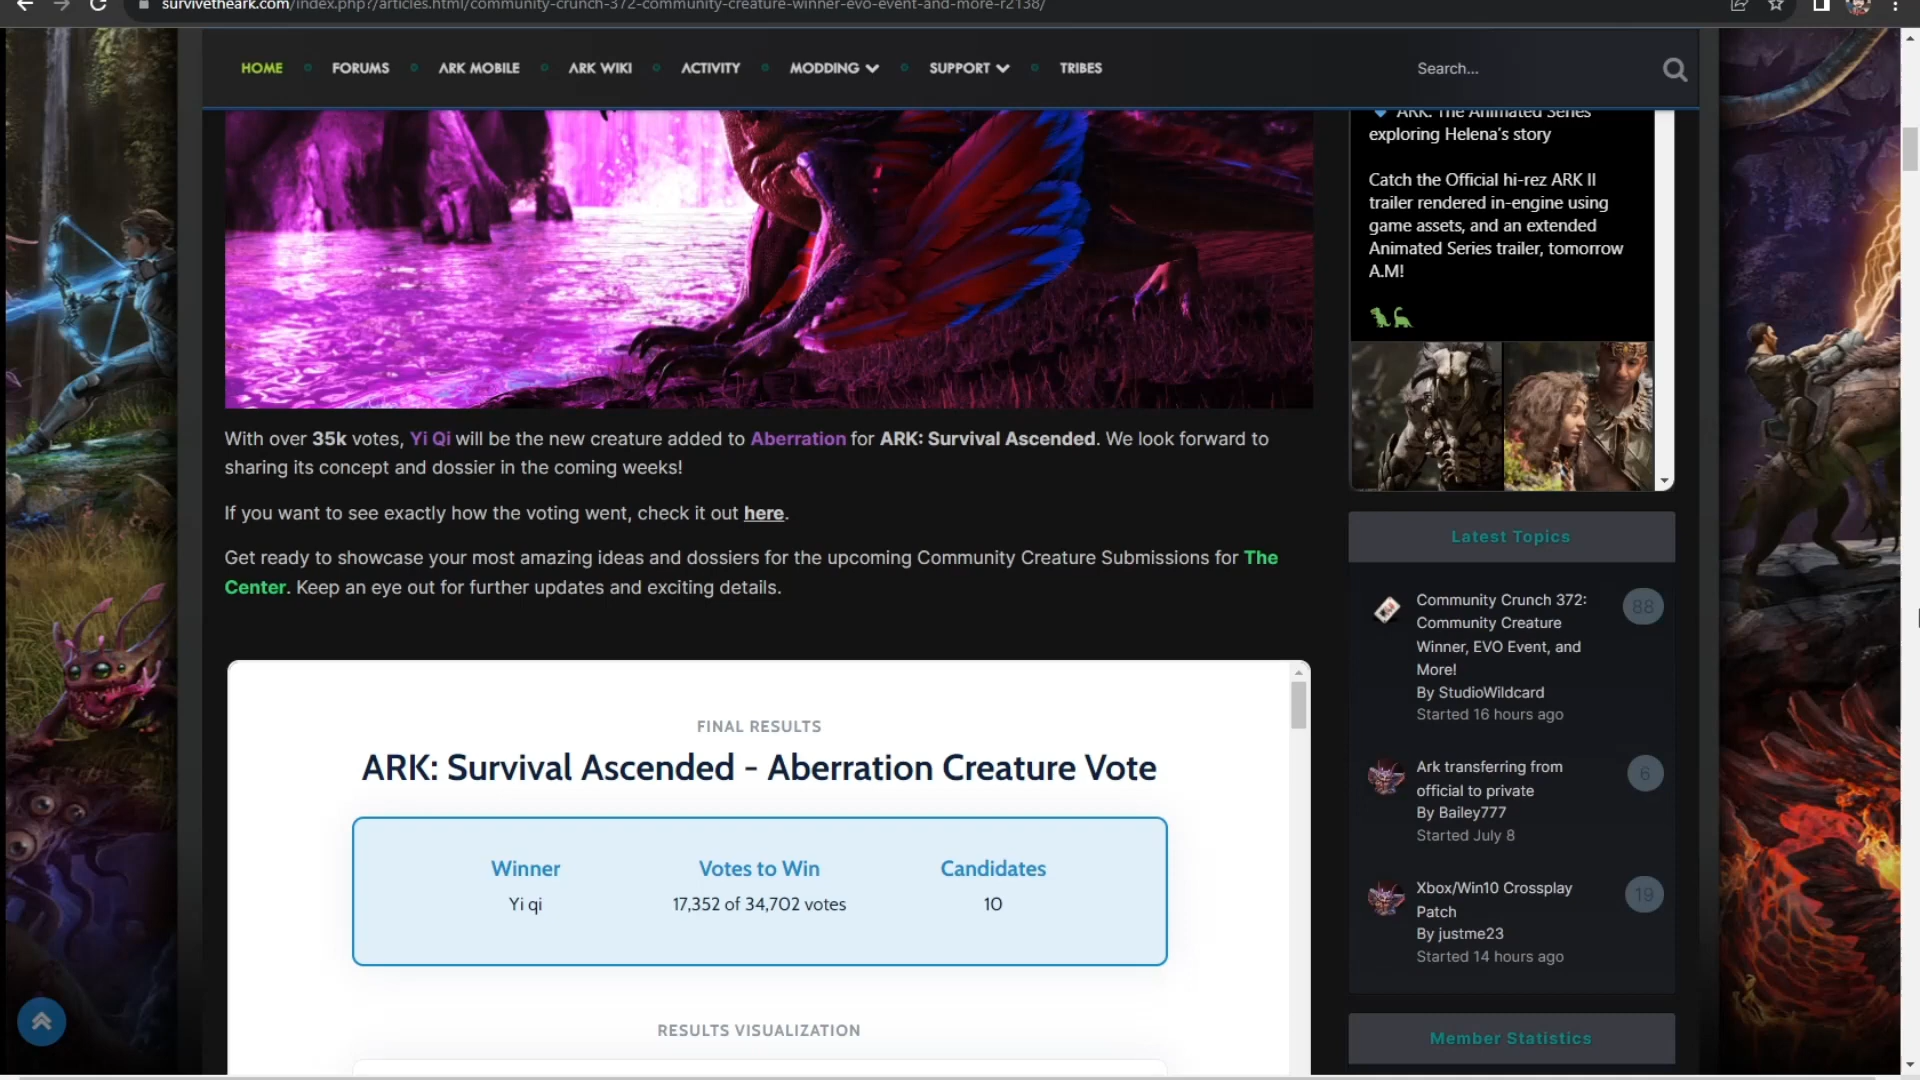 survivetheark.com/index.php?/articles.html/community-crunch-372-community-creature-winner-evo-event-and-more-r2138/
HOME
FORUMS
ARK MOBILE
ARK WIKI
ACTIVITY
MODDING
SUPPORT
TRIBES
Search...
With over 35k votes, Yi Qi will be the new creature added to Aberration for ARK: Survival Ascended. We look forward to
sharing its concept and dossier in the coming weeks!
If you want to see exactly how the voting went, check it out here.
Get ready to showcase your most amazing ideas and dossiers for the upcoming Community Creature Submissions for The
Center. Keep an eye out for further updates and exciting details.
FINAL RESULTS
ARK: Survival Ascended - Aberration Creature Vote
Winner
Yi qi
Votes to Win
17,352 of 34,702 votes
Candidates
10
RESULTS VISUALIZATION
ARK: The Animated Series
exploring Helena's story
Catch the Official hi-rez ARK II
trailer rendered in-engine using
game assets, and an extended
Animated Series trailer, tomorrow
A.M!
Latest Topics
Community Crunch 372:
Community Creature
Winner, EVO Event, and
More!
By StudioWildcard
Started 16 hours ago
88
Ark transferring from
official to private
By Bailey777
Started July 8
6
Xbox/Win10 Crossplay
Patch
By justme23
Started 14 hours ago
19
Member Statistics